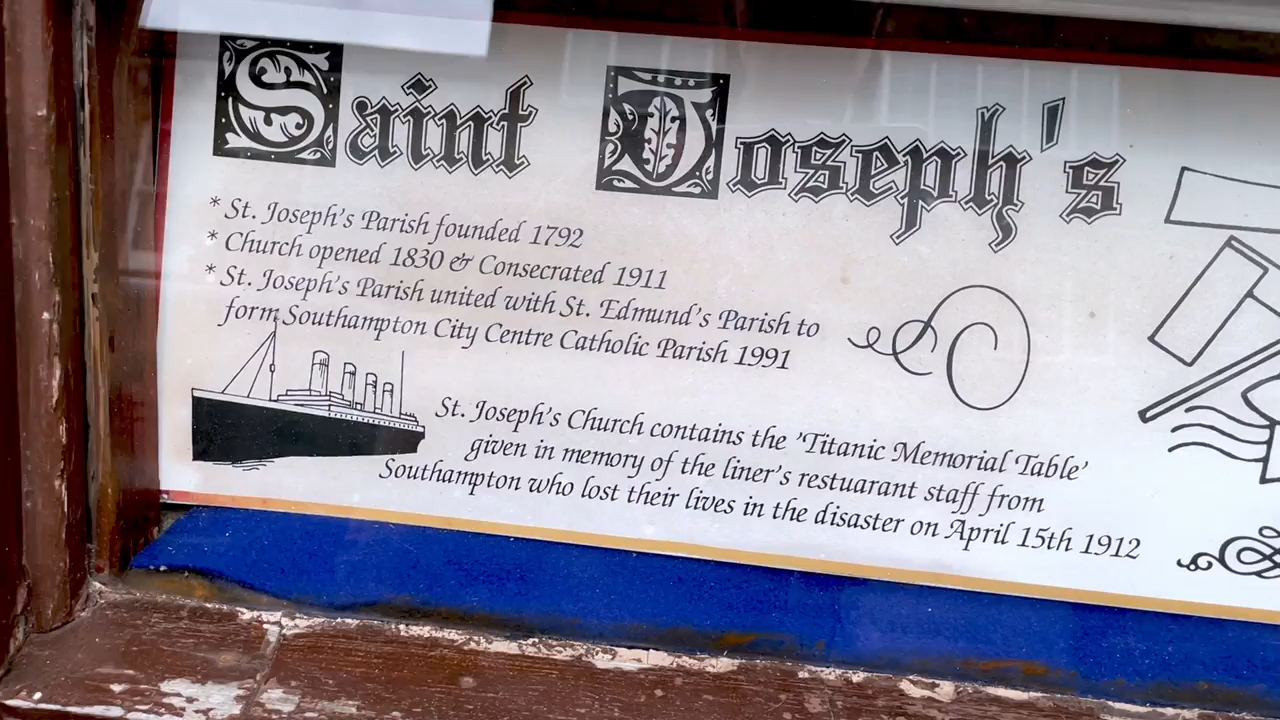 Saint Joseph's
* St. Joseph's Parish founded 1792
* Church opened 1830 & Consecrated 1911
* St. Joseph's Parish united with St. Edmund's Parish to
form Southampton City Centre Catholic Parish 1991
St. Joseph's Church contains the 'Titanic Memorial Table'
given in memory of the liner's restuarant staff from
Southampton who lost their lives in the disaster on April 15th 1912